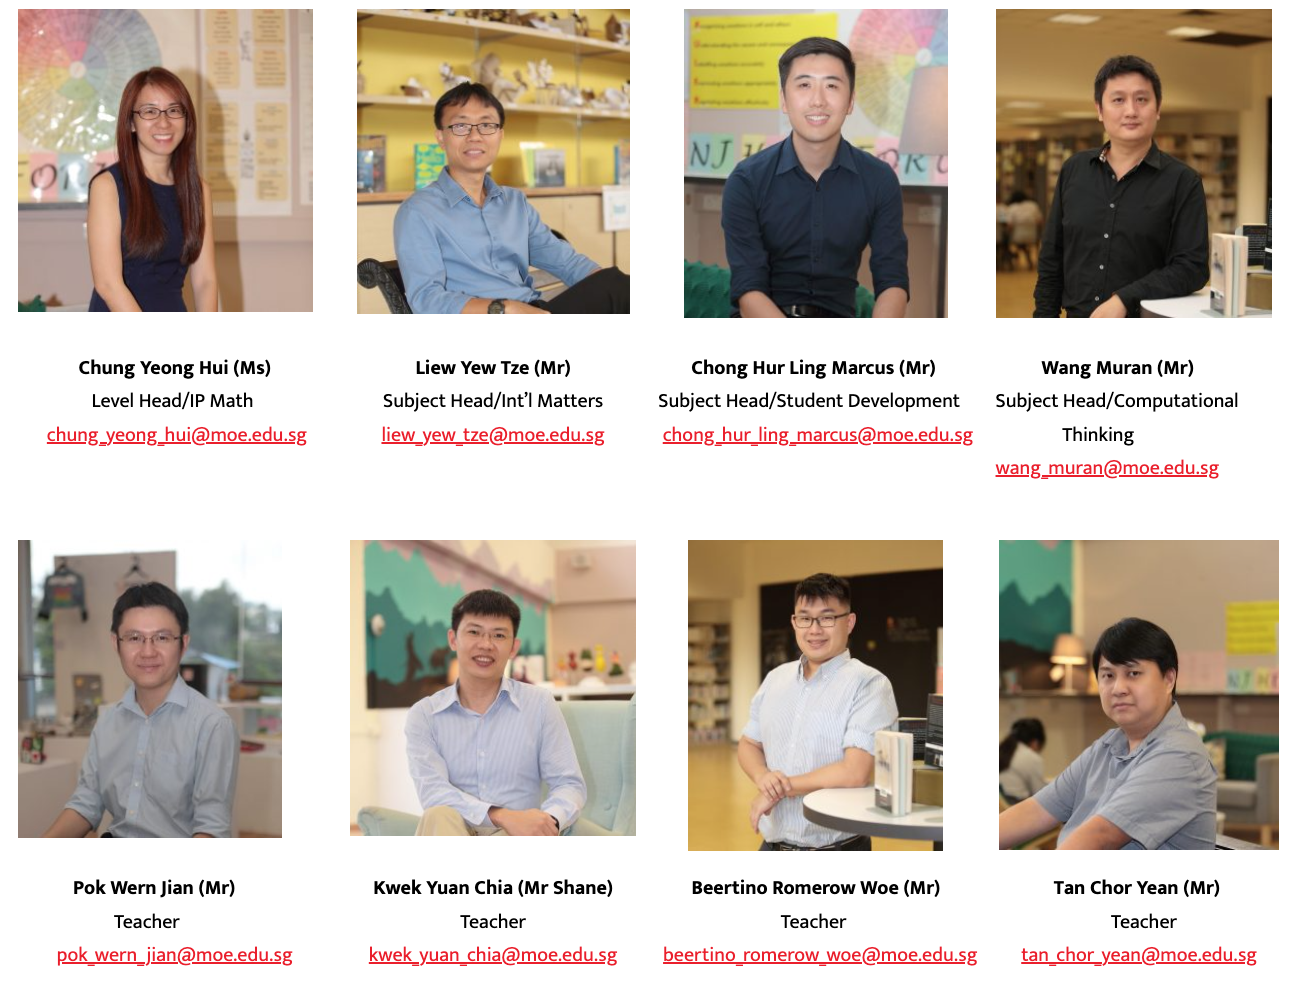 Chung Yeong Hui (Ms)
Level Head/IP Math
chung_yeong_hui@moe.edu.sg
Liew Yew Tze (Mr)
Subject Head/Int’l Matters
liew_yew_tze@moe.edu.sg
Chong Hur Ling Marcus (Mr)
Subject Head/Student Development
chong_hur_ling_marcus@moe.edu.sg
Wang Muran (Mr)
Subject Head/Computational
Thinking
wang_muran@moe.edu.sg
Pok Wern Jian (Mr)
Teacher
pok_wern_jian@moe.edu.sg
Kwek Yuan Chia (Mr Shane)
Teacher
kwek_yuan_chia@moe.edu.sg
Beertino Romerow Woe (Mr)
Teacher
beertino_romerow_woe@moe.edu.sg
Tan Chor Yean (Mr)
Teacher
tan_chor_yean@moe.edu.sg